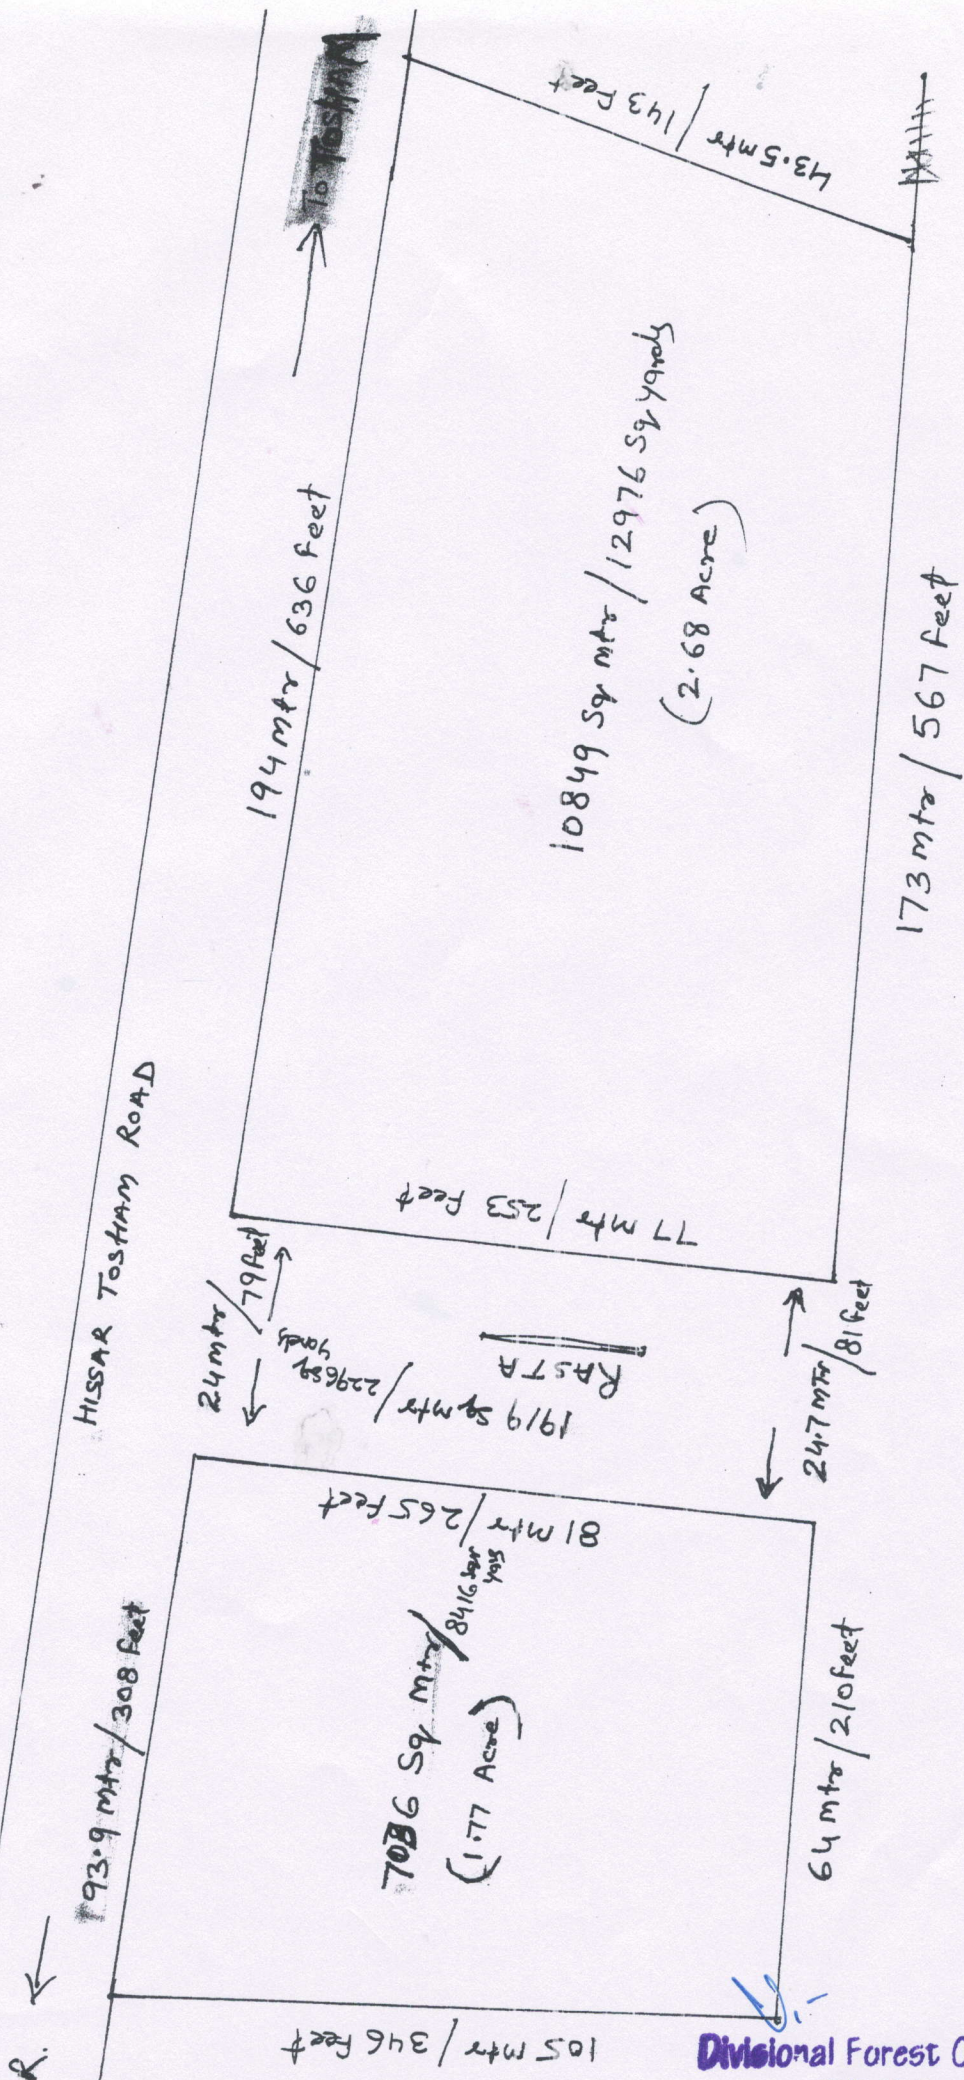 R.
HISSAR TOSHAM ROAD
To TOSHAM
93.9 mtr/308 Feet
24 mtr/79 Feet
194 mtr/636 Feet
105 mtr/346 Feet
7086 Sq Mtr/8416 sqr yds
(1.77 Acre)
81 mtr/265 Feet
1919 Sq mtr/2296 Sq yards
RASTA
77 mtr/253 Feet
10849 Sq mtr/12976 Sq yards
(2.68 Acre)
43.5 mtr/143 Feet
64 mtr/210 feet
24.7 MTr/81 feet
173 mtr/567 feet
Divisional Forest O